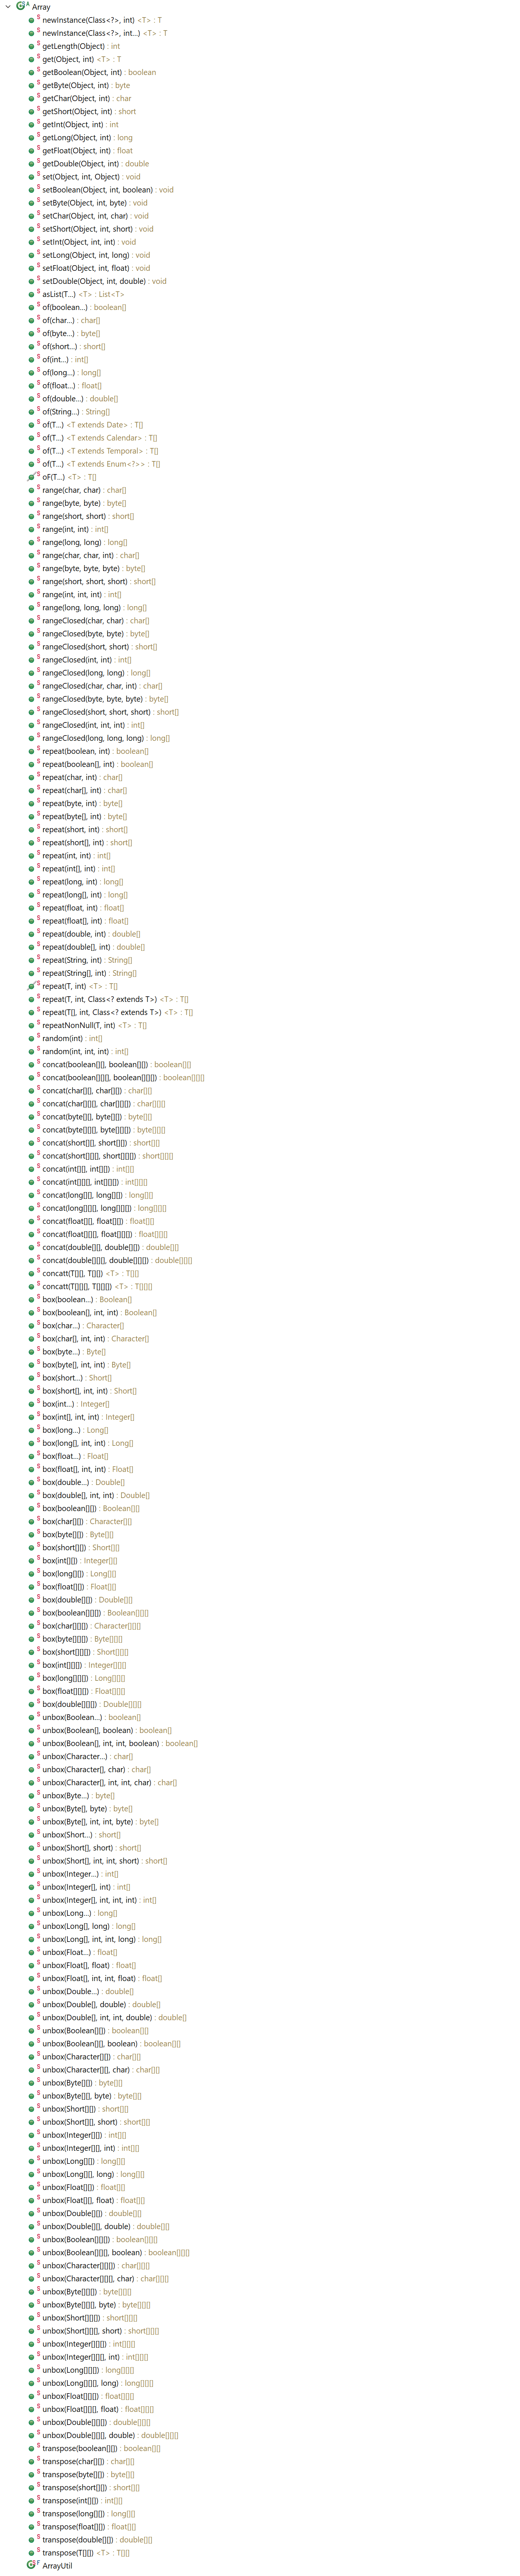 Array
newInstance(Class<?>, int) <T> : T
newInstance(Class<?>, int...) <T> : T
getLength(Object) : int
get(Object, int) <T> : T
getBoolean(Object, int) : boolean
getByte(Object, int) : byte
getChar(Object, int) : char
getShort(Object, int) : short
getInt(Object, int) : int
getLong(Object, int) : long
getFloat(Object, int) : float
getDouble(Object, int) : double
set(Object, int, Object) : void
setBoolean(Object, int, boolean) : void
setByte(Object, int, byte) : void
setChar(Object, int, char) : void
setShort(Object, int, short) : void
setInt(Object, int, int) : void
setLong(Object, int, long) : void
setFloat(Object, int, float) : void
setDouble(Object, int, double) : void
asList(T...) <T> : List<T>
of(boolean...) : boolean[]
of(char...) : char[]
of(byte...) : byte[]
of(short...) : short[]
of(int...) : int[]
of(long...) : long[]
of(float...) : float[]
of(double...) : double[]
of(String...) : String[]
of(T...) <T extends Date> : T[]
of(T...) <T extends Calendar> : T[]
of(T...) <T extends Temporal> : T[]
of(T...) <T extends Enum<?>> : T[]
oF(T...) <T> : T[]
range(char, char) : char[]
range(byte, byte) : byte[]
range(short, short) : short[]
range(int, int) : int[]
range(long, long) : long[]
range(char, char, int) : char[]
range(byte, byte, byte) : byte[]
range(short, short, short) : short[]
range(int, int, int) : int[]
range(long, long, long) : long[]
rangeClosed(char, char) : char[]
rangeClosed(byte, byte) : byte[]
rangeClosed(short, short) : short[]
rangeClosed(int, int) : int[]
rangeClosed(long, long) : long[]
rangeClosed(char, char, int) : char[]
rangeClosed(byte, byte, byte) : byte[]
rangeClosed(short, short, short) : short[]
rangeClosed(int, int, int) : int[]
rangeClosed(long, long, long) : long[]
repeat(boolean, int) : boolean[]
repeat(boolean[], int) : boolean[]
repeat(char, int) : char[]
repeat(char[], int) : char[]
repeat(byte, int) : byte[]
repeat(byte[], int) : byte[]
repeat(short, int) : short[]
repeat(short[], int) : short[]
repeat(int, int) : int[]
repeat(int[], int) : int[]
repeat(long, int) : long[]
repeat(long[], int) : long[]
repeat(float, int) : float[]
repeat(float[], int) : float[]
repeat(double, int) : double[]
repeat(double[], int) : double[]
repeat(String, int) : String[]
repeat(String[], int) : String[]
repeat(T, int) <T> : T[]
repeat(T, int, Class<? extends T>) <T> : T[]
repeat(T[], int, Class<? extends T>) <T> : T[]
repeatNonNull(T, int) <T> : T[]
random(int) : int[]
random(int, int, int) : int[]
concat(boolean[][], boolean[][]) : boolean[][]
concat(boolean[][][], boolean[][][]) : boolean[][][]
concat(char[][], char[][]) : char[][]
concat(char[][][], char[][][]) : char[][][]
concat(byte[][], byte[][]) : byte[][]
concat(byte[][][], byte[][][]) : byte[][][]
concat(short[][], short[][]) : short[][]
concat(short[][][], short[][][]) : short[][][]
concat(int[][], int[][]) : int[][]
concat(int[][][], int[][][]) : int[][][]
concat(long[][], long[][]) : long[][]
concat(long[][][], long[][][]) : long[][][]
concat(float[][], float[][]) : float[][]
concat(float[][][], float[][][]) : float[][][]
concat(double[][], double[][]) : double[][]
concat(double[][][], double[][][]) : double[][][]
concatt(T[][], T[][]) <T> : T[][]
concatt(T[][][], T[][][]) <T> : T[][][]
box(boolean...) : Boolean[]
box(boolean[], int, int) : Boolean[]
box(char...) : Character[]
box(char[], int, int) : Character[]
box(byte...) : Byte[]
box(byte[], int, int) : Byte[]
box(short...) : Short[]
box(short[], int, int) : Short[]
box(int...) : Integer[]
box(int[], int, int) : Integer[]
box(long...) : Long[]
box(long[], int, int) : Long[]
box(float...) : Float[]
box(float[], int, int) : Float[]
box(double...) : Double[]
box(double[], int, int) : Double[]
box(boolean[][]) : Boolean[][]
box(char[][]) : Character[][]
box(byte[][]) : Byte[][]
box(short[][]) : Short[][]
box(int[][]) : Integer[][]
box(long[][]) : Long[][]
box(float[][]) : Float[][]
box(double[][]) : Double[][]
box(boolean[][][]) : Boolean[][][]
box(char[][][]) : Character[][][]
box(byte[][][]) : Byte[][][]
box(short[][][]) : Short[][][]
box(int[][][]) : Integer[][][]
box(long[][][]) : Long[][][]
box(float[][][]) : Float[][][]
box(double[][][]) : Double[][][]
unbox(Boolean...) : boolean[]
unbox(Boolean[], boolean) : boolean[]
unbox(Boolean[], int, int, boolean) : boolean[]
unbox(Character...) : char[]
unbox(Character[], char) : char[]
unbox(Character[], int, int, char) : char[]
unbox(Byte...) : byte[]
unbox(Byte[], byte) : byte[]
unbox(Byte[], int, int, byte) : byte[]
unbox(Short...) : short[]
unbox(Short[], short) : short[]
unbox(Short[], int, int, short) : short[]
unbox(Integer...) : int[]
unbox(Integer[], int) : int[]
unbox(Integer[], int, int, int) : int[]
unbox(Long...) : long[]
unbox(Long[], long) : long[]
unbox(Long[], int, int, long) : long[]
unbox(Float...) : float[]
unbox(Float[], float) : float[]
unbox(Float[], int, int, float) : float[]
unbox(Double...) : double[]
unbox(Double[], double) : double[]
unbox(Double[], int, int, double) : double[]
unbox(Boolean[][]) : boolean[][]
unbox(Boolean[][], boolean) : boolean[][]
unbox(Character[][]) : char[][]
unbox(Character[][], char) : char[][]
unbox(Byte[][]) : byte[][]
unbox(Byte[][], byte) : byte[][]
unbox(Short[][]) : short[][]
unbox(Short[][], short) : short[][]
unbox(Integer[][]) : int[][]
unbox(Integer[][], int) : int[][]
unbox(Long[][]) : long[][]
unbox(Long[][], long) : long[][]
unbox(Float[][]) : float[][]
unbox(Float[][], float) : float[][]
unbox(Double[][]) : double[][]
unbox(Double[][], double) : double[][]
unbox(Boolean[][][]) : boolean[][][]
unbox(Boolean[][][], boolean) : boolean[][][]
unbox(Character[][][]) : char[][][]
unbox(Character[][][], char) : char[][][]
unbox(Byte[][][]) : byte[][][]
unbox(Byte[][][], byte) : byte[][][]
unbox(Short[][][]) : short[][][]
unbox(Short[][][], short) : short[][][]
unbox(Integer[][][]) : int[][][]
unbox(Integer[][][], int) : int[][][]
unbox(Long[][][]) : long[][][]
unbox(Long[][][], long) : long[][][]
unbox(Float[][][]) : float[][][]
unbox(Float[][][], float) : float[][][]
unbox(Double[][][]) : double[][][]
unbox(Double[][][], double) : double[][][]
transpose(boolean[][]) : boolean[][]
transpose(char[][]) : char[][]
transpose(byte[][]) : byte[][]
transpose(short[][]) : short[][]
transpose(int[][]) : int[][]
transpose(long[][]) : long[][]
transpose(float[][]) : float[][]
transpose(double[][]) : double[][]
transpose(T[][]) <T> : T[][]
ArrayUtil